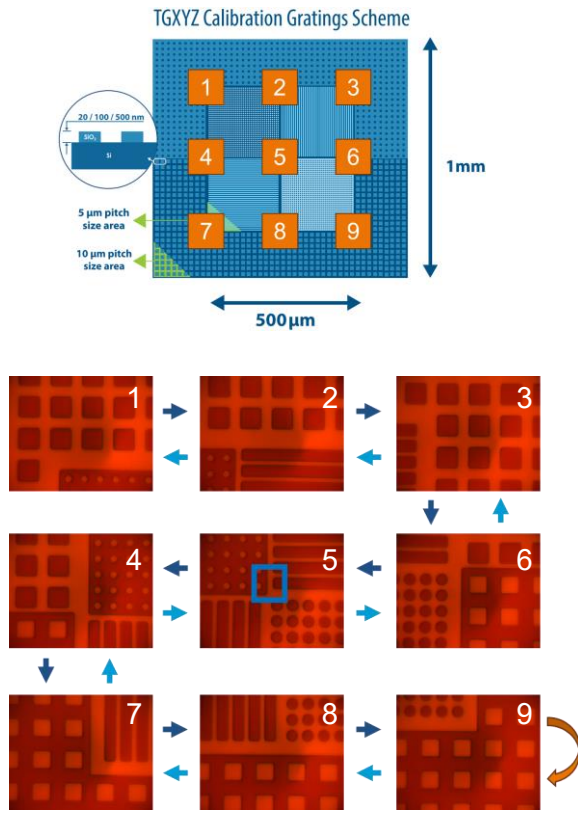 TGXYZ Calibration Gratings Scheme
1 2 3
20 / 100 / 500 nm
SiO₂
Si
4 5 6
1mm
5 µm pitch
size area
7 8 9
10 µm pitch
size area
500µm
1 2 3
4 5 6
7 8 9